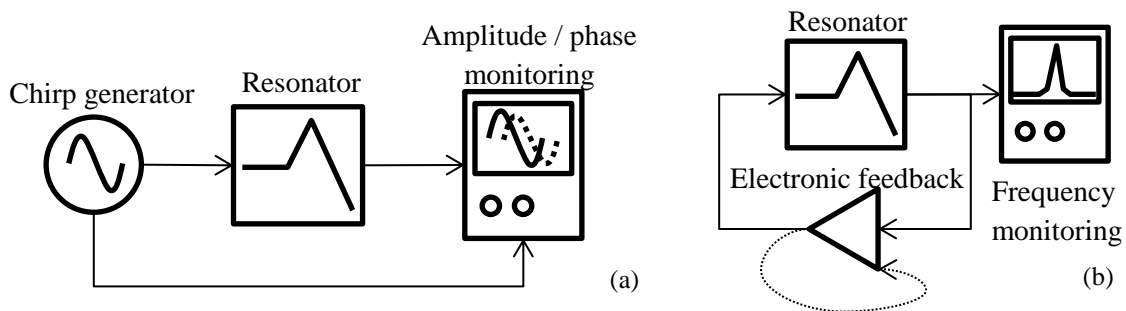 Chirp generator
Resonator
Amplitude / phase
monitoring
(a)
Resonator
Electronic feedback
Frequency
monitoring
(b)